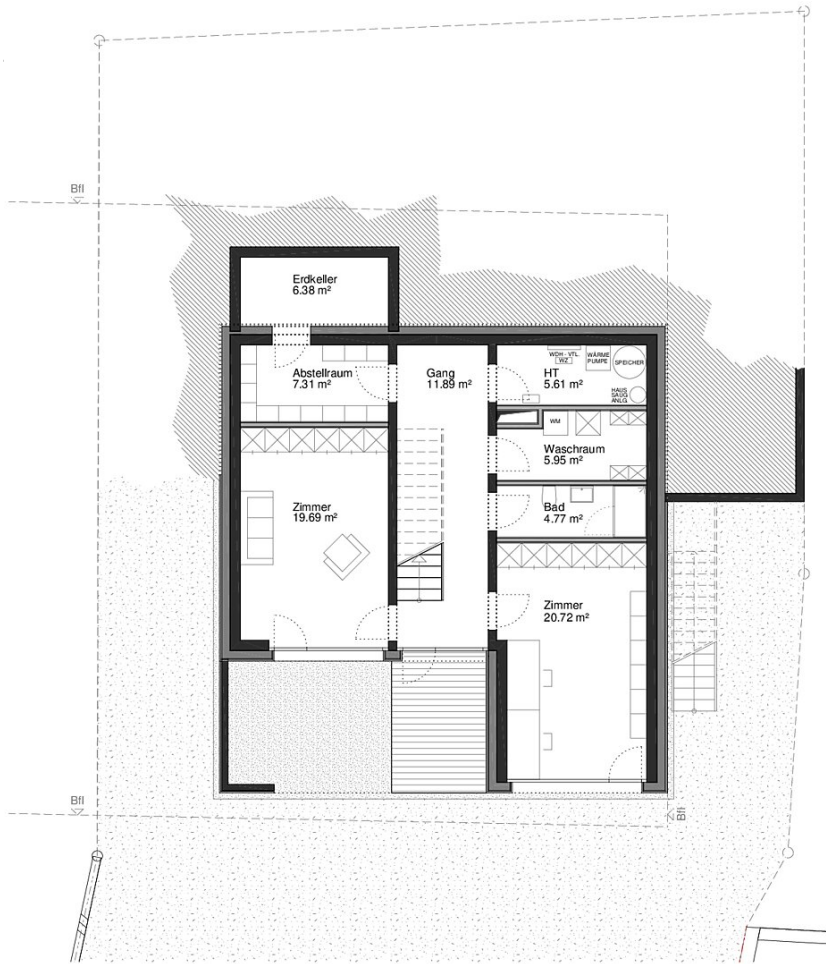 Bfl
Erdkeller
6.38 m²
Abstellraum
7.31 m²
Gang
11.89 m²
WDH - VTL.
WZ
WÄRME
PUMPE
SPEICHER
HT
5.61 m²
HAUS
SAUG
ANLG
WM
Waschraum
5.95 m²
Zimmer
19.69 m²
Bad
4.77 m²
Zimmer
20.72 m²
Bfl
Bfl